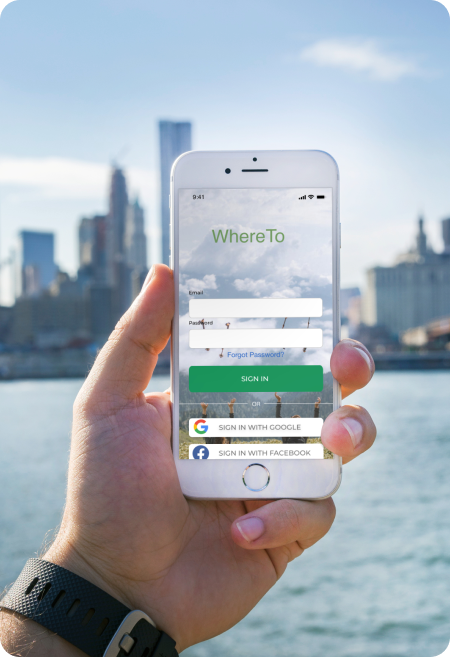 9:41
WhereTo
Email
Password
Forgot Password?
SIGN IN
OR
SIGN IN WITH GOOGLE
SIGN IN WITH FACEBOOK